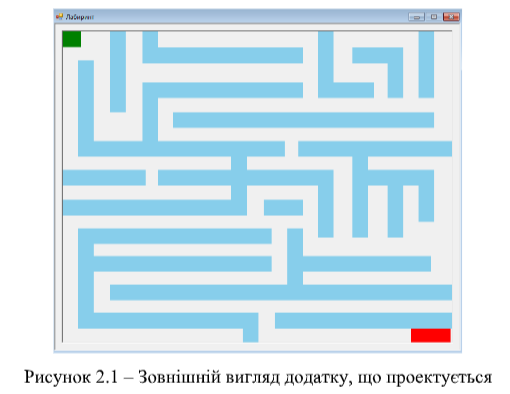 Лабиринт
Рисунок 2.1 – Зовнішній вигляд додатку, що проектується